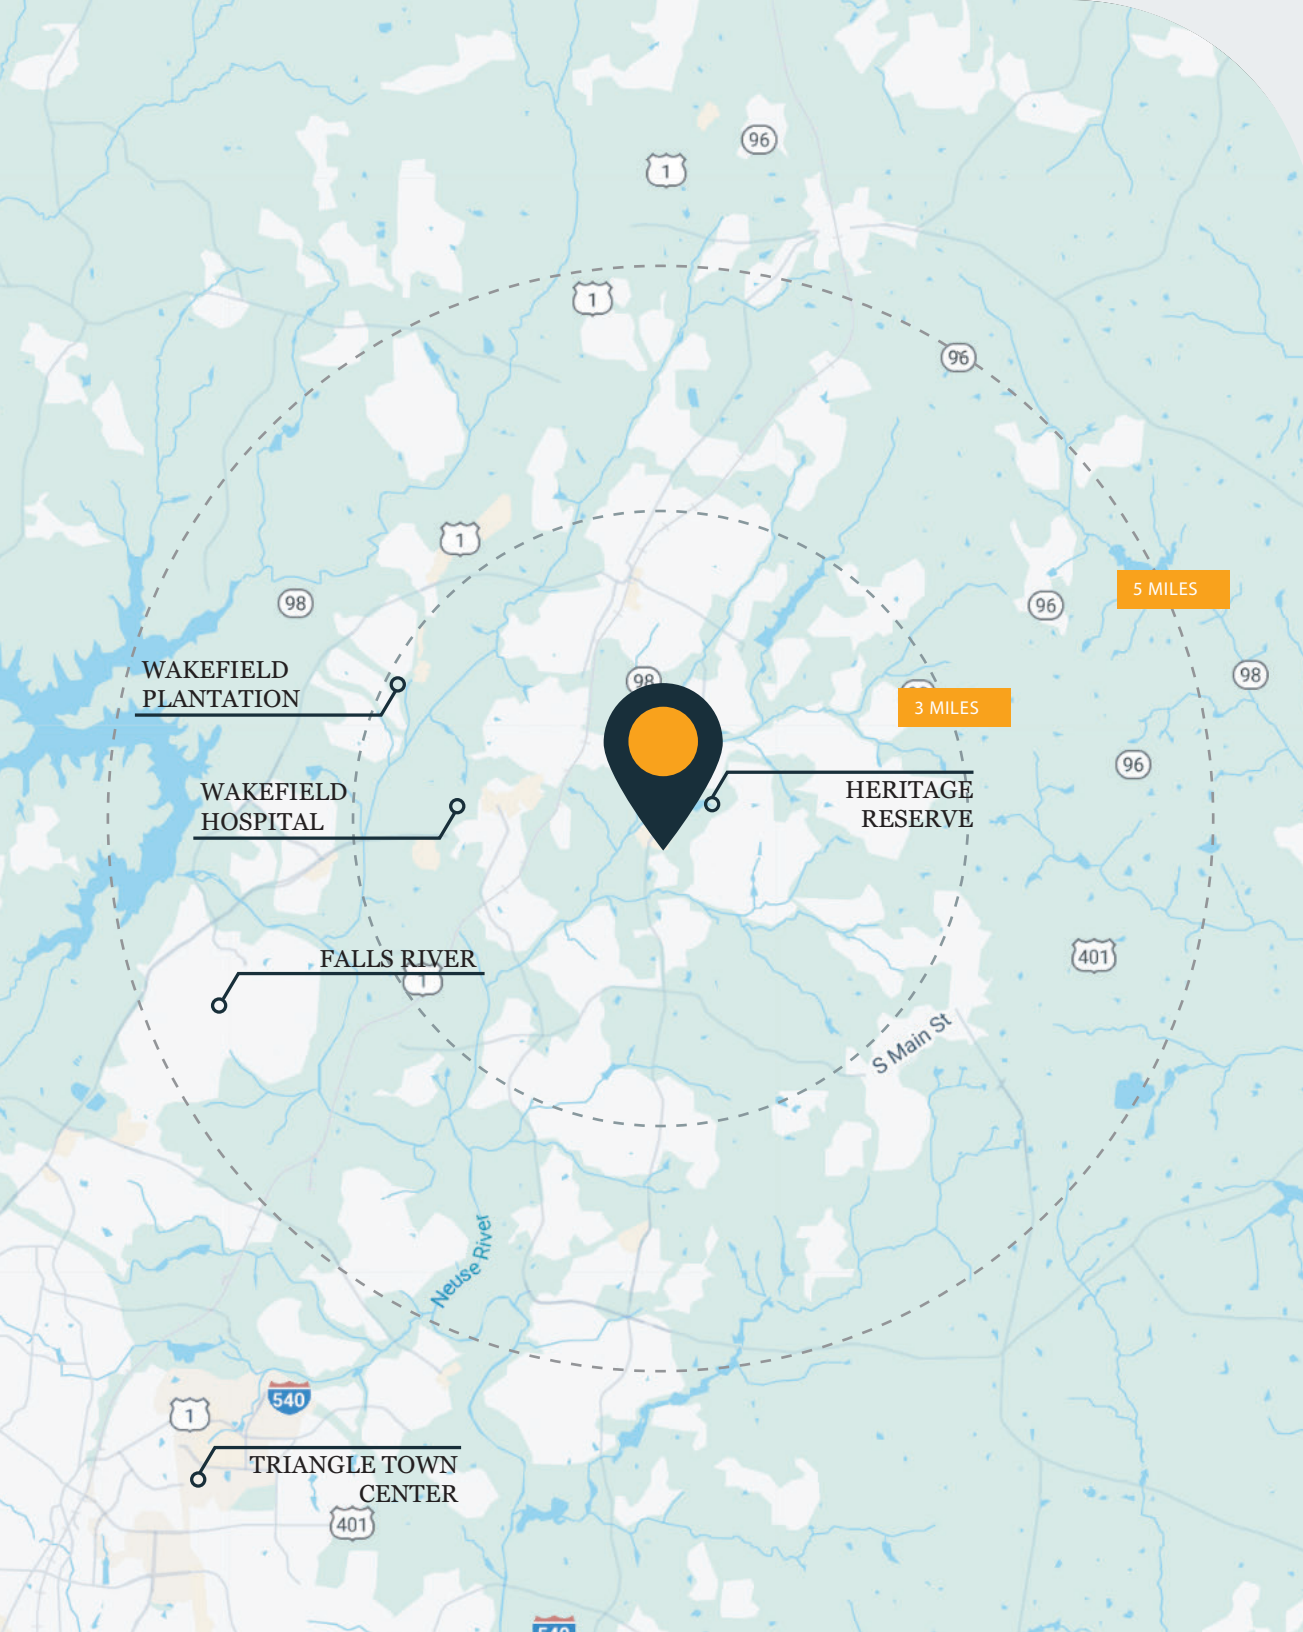 96
1
1
96
1
98
5 MILES
96
WAKEFIELD
PLANTATION
98
98
3 MILES
96
WAKEFIELD
HOSPITAL
HERITAGE
RESERVE
FALLS RIVER
1
401
S Main St
Neuse River
540
1
TRIANGLE TOWN
CENTER
401
540